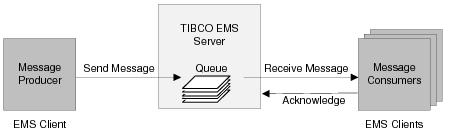 TIBCO EMS
Server
Message
Producer
Send Message
Queue
Receive Message
Message
Consumers
Acknowledge
EMS Client
EMS Clients